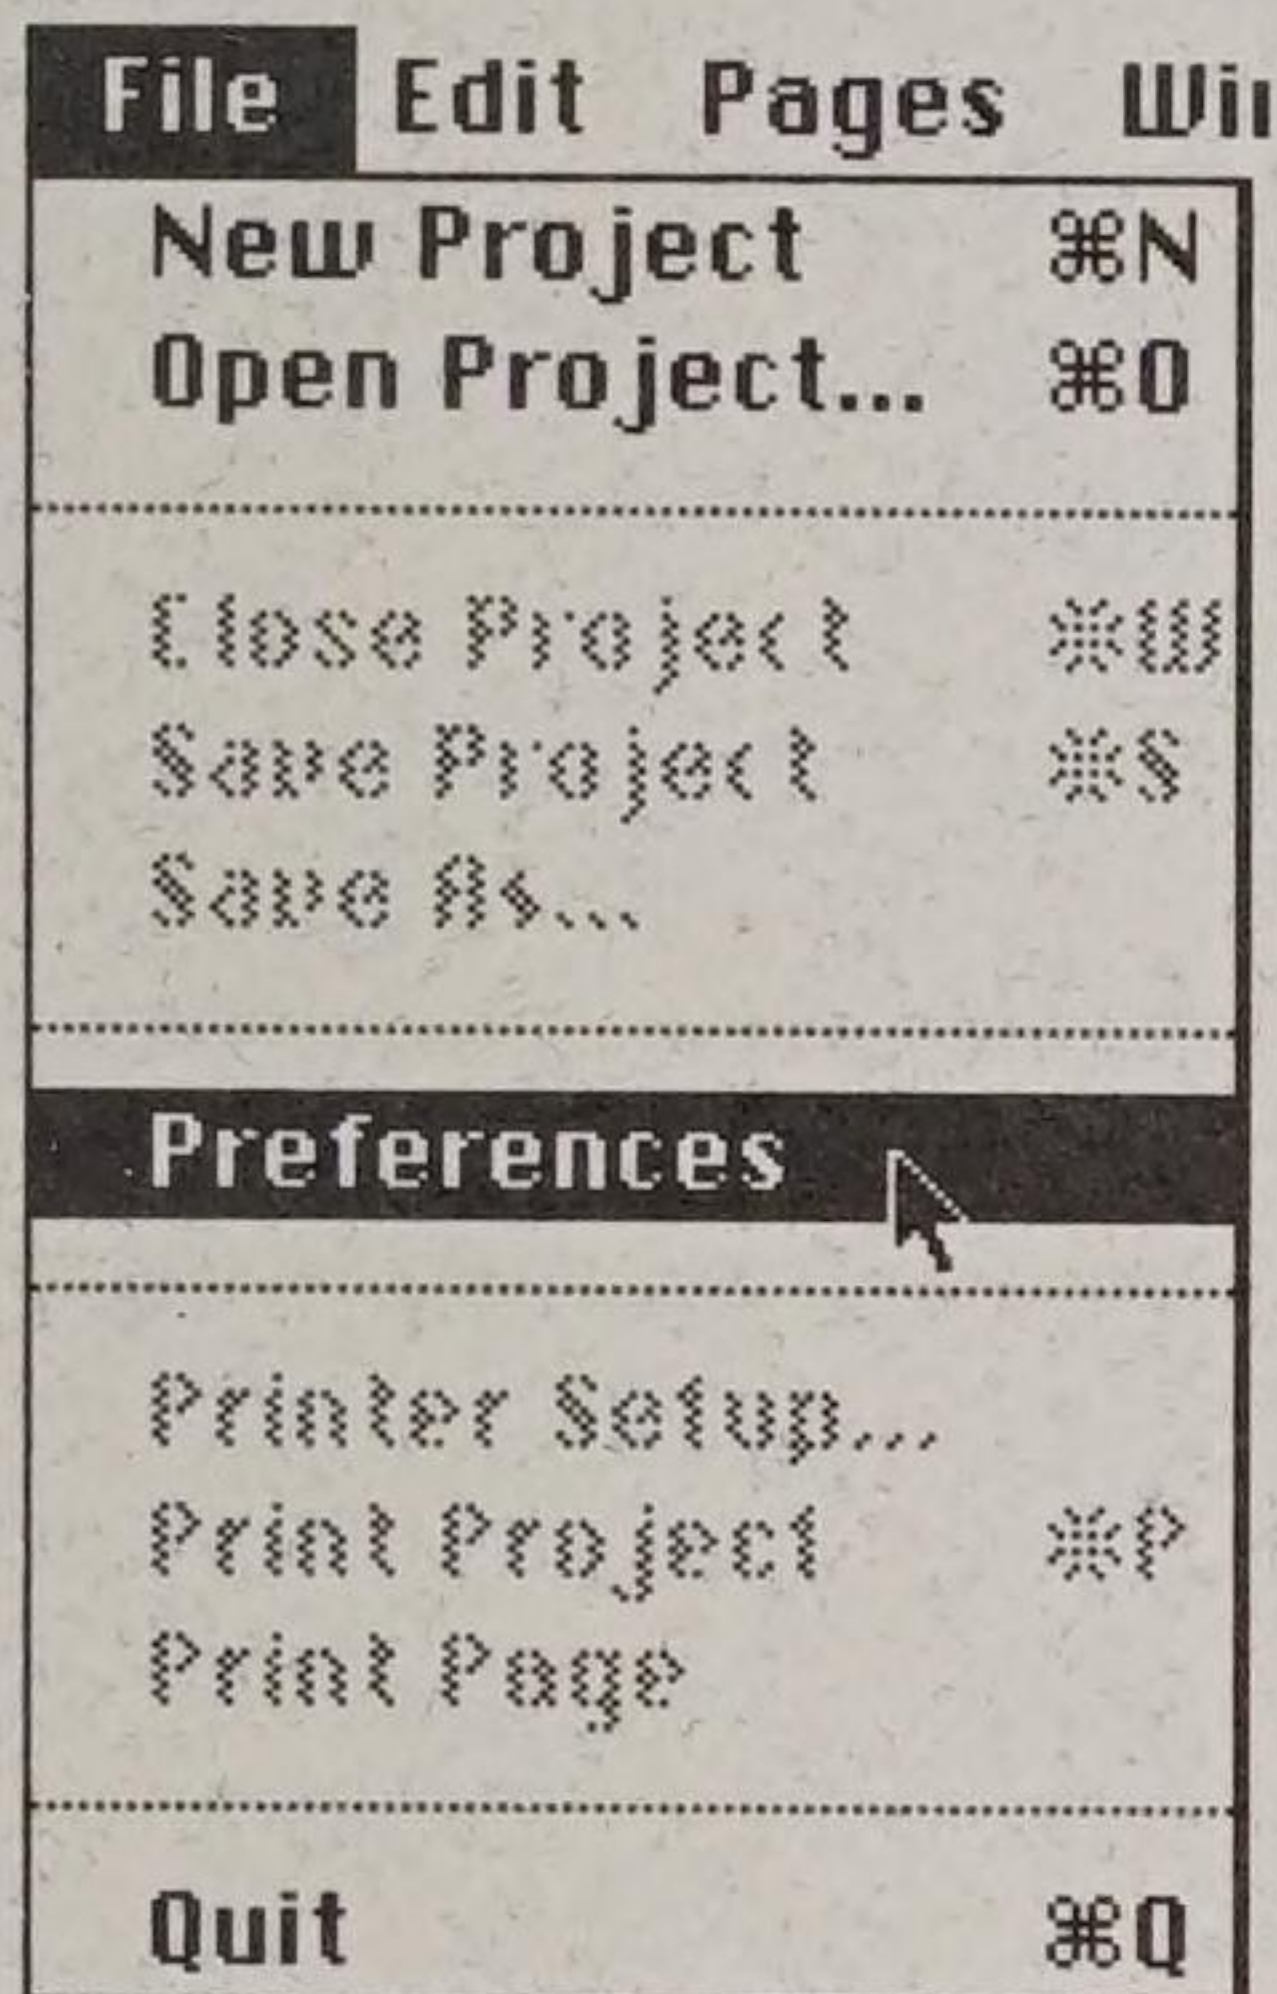 File Edit Pages
New Project ⌘N
Open Project... ⌘O
Close Project ⌘W
Save Project ⌘S
Save As...
Preferences
Printer Setup...
Print Project ⌘P
Print Page
Quit ⌘Q